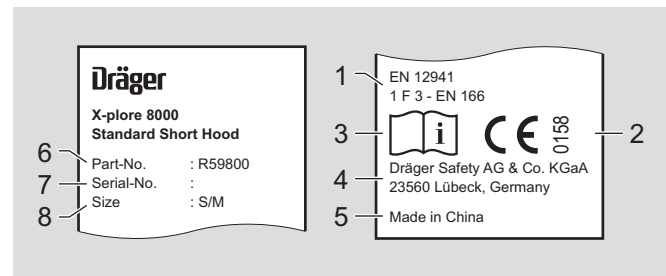 Dräger
X-plore 8000
Standard Short Hood
6 Part-No. : R59800
7 Serial-No. :
8 Size : S/M
1 EN 12941
1 F 3 - EN 166
3 i CE 0158 2
4 Dräger Safety AG & Co. KGaA
23560 Lübeck, Germany
5 Made in China